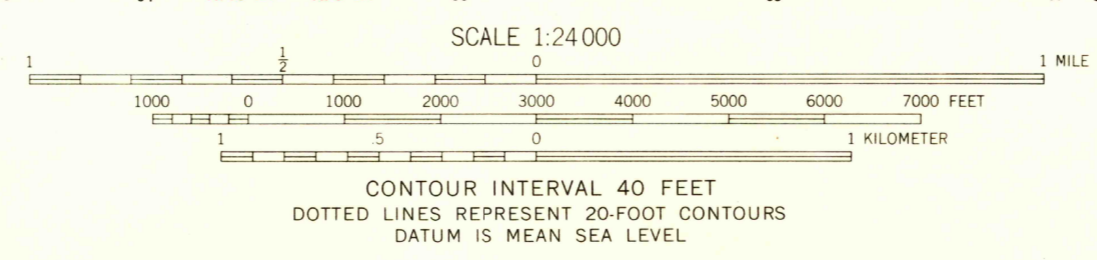 SCALE 1:24 000
1 1/2 0 1 MILE
1000 0 1000 2000 3000 4000 5000 6000 7000 FEET
1 .5 0 1 KILOMETER
CONTOUR INTERVAL 40 FEET
DOTTED LINES REPRESENT 20-FOOT CONTOURS
DATUM IS MEAN SEA LEVEL